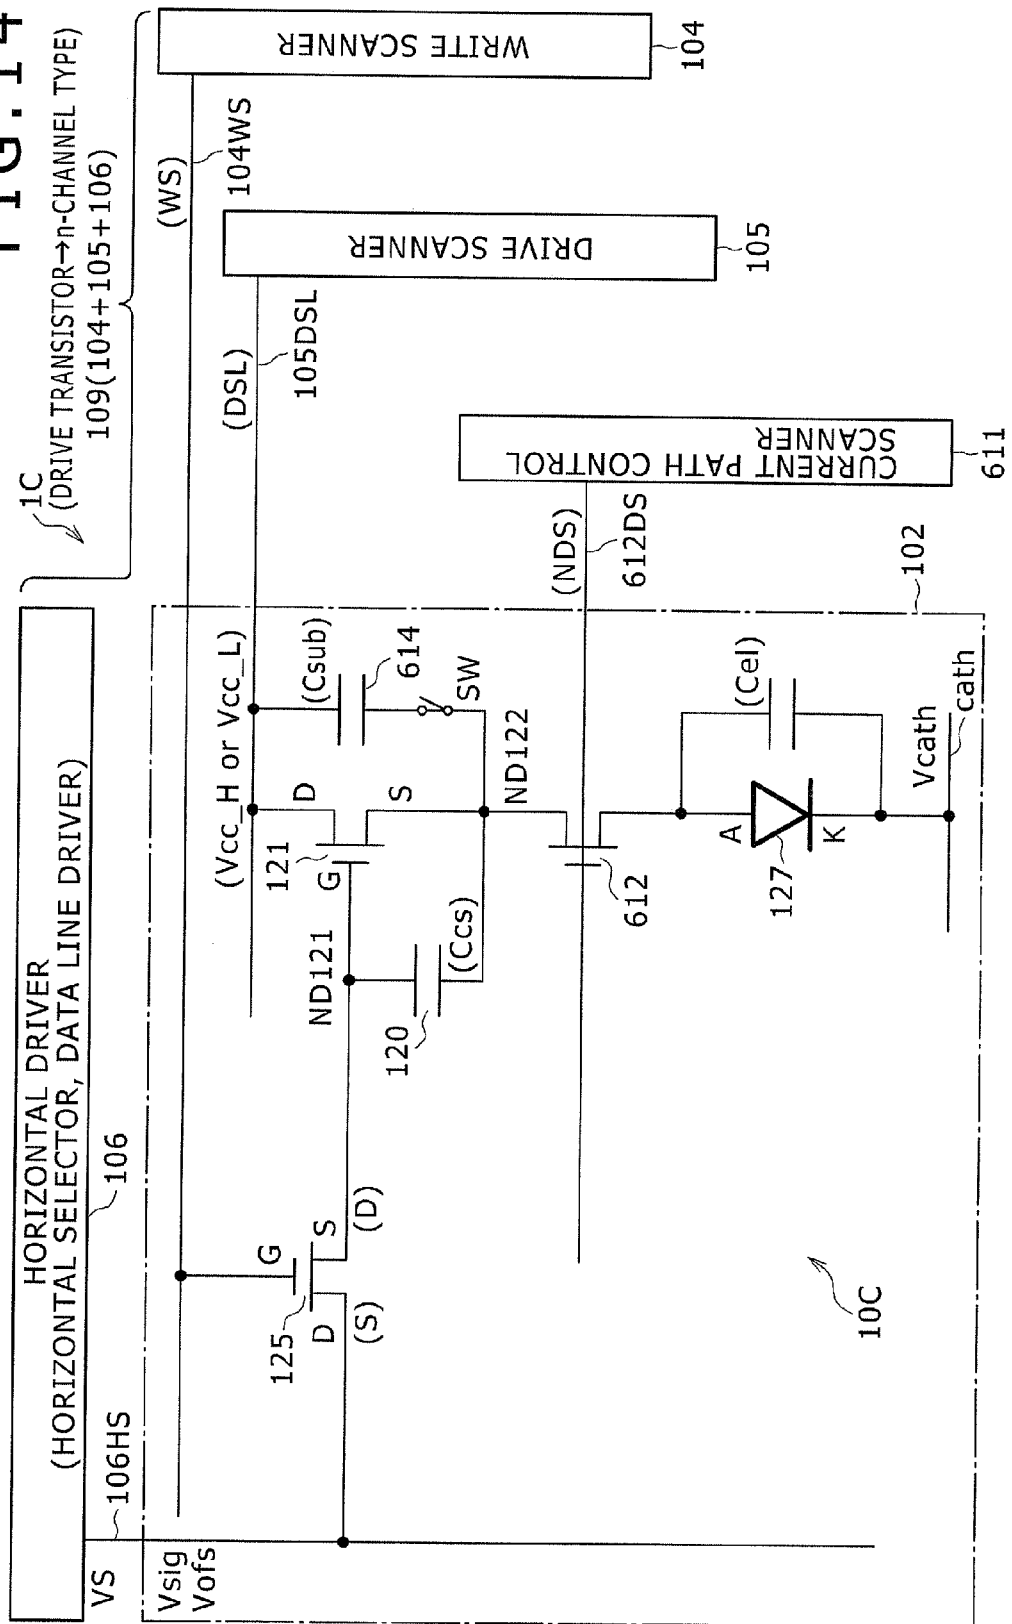 FIG.14
1C
(DRIVE TRANSISTOR→n-CHANNEL TYPE)
109(104+105+106)
HORIZONTAL DRIVER
(HORIZONTAL SELECTOR, DATA LINE DRIVER)
106
VS
106HS
Vsig
Vofs
(WS)
104WS
WRITE SCANNER
104
(DSL)
105DSL
DRIVE SCANNER
105
(NDS)
612DS
CURRENT PATH CONTROL
SCANNER
611
102
(Vcc_H or Vcc_L)
(Csub)
614
SW
D
121
G
S
ND121
ND122
120
(Ccs)
G
125
D
S
(S)
(D)
612
(Cel)
A
127
K
Vcath
cath
10C